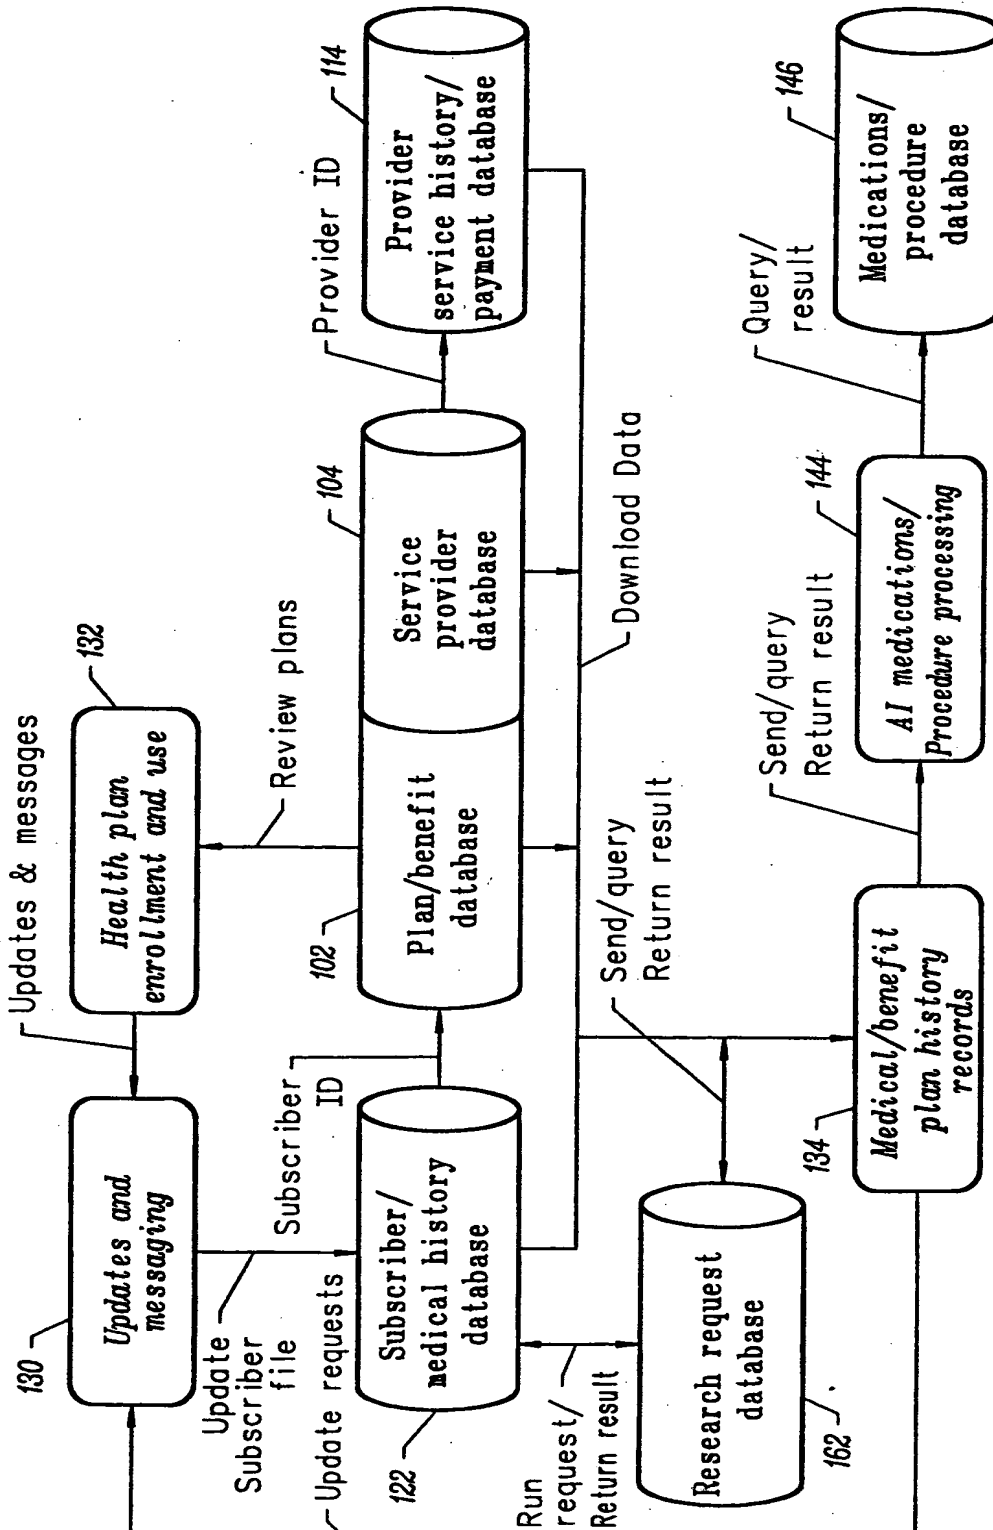 Updates & messages
130
Updates and
messaging
132
Health plan
enrollment and use
Update
Subscriber
file
Review plans
Update requests
Subscriber
ID
Provider ID
122
Subscriber/
medical history
database
102
Plan/benefit
database
104
Service
provider
database
114
Provider
service history/
payment database
Run
request/
Return result
Send/query
Return result
Download Data
162
Research request
database
134
Medical/benefit
plan history
records
Send/query
Return result
144
AI medications/
Procedure processing
Query/
result
146
Medications/
procedure
database